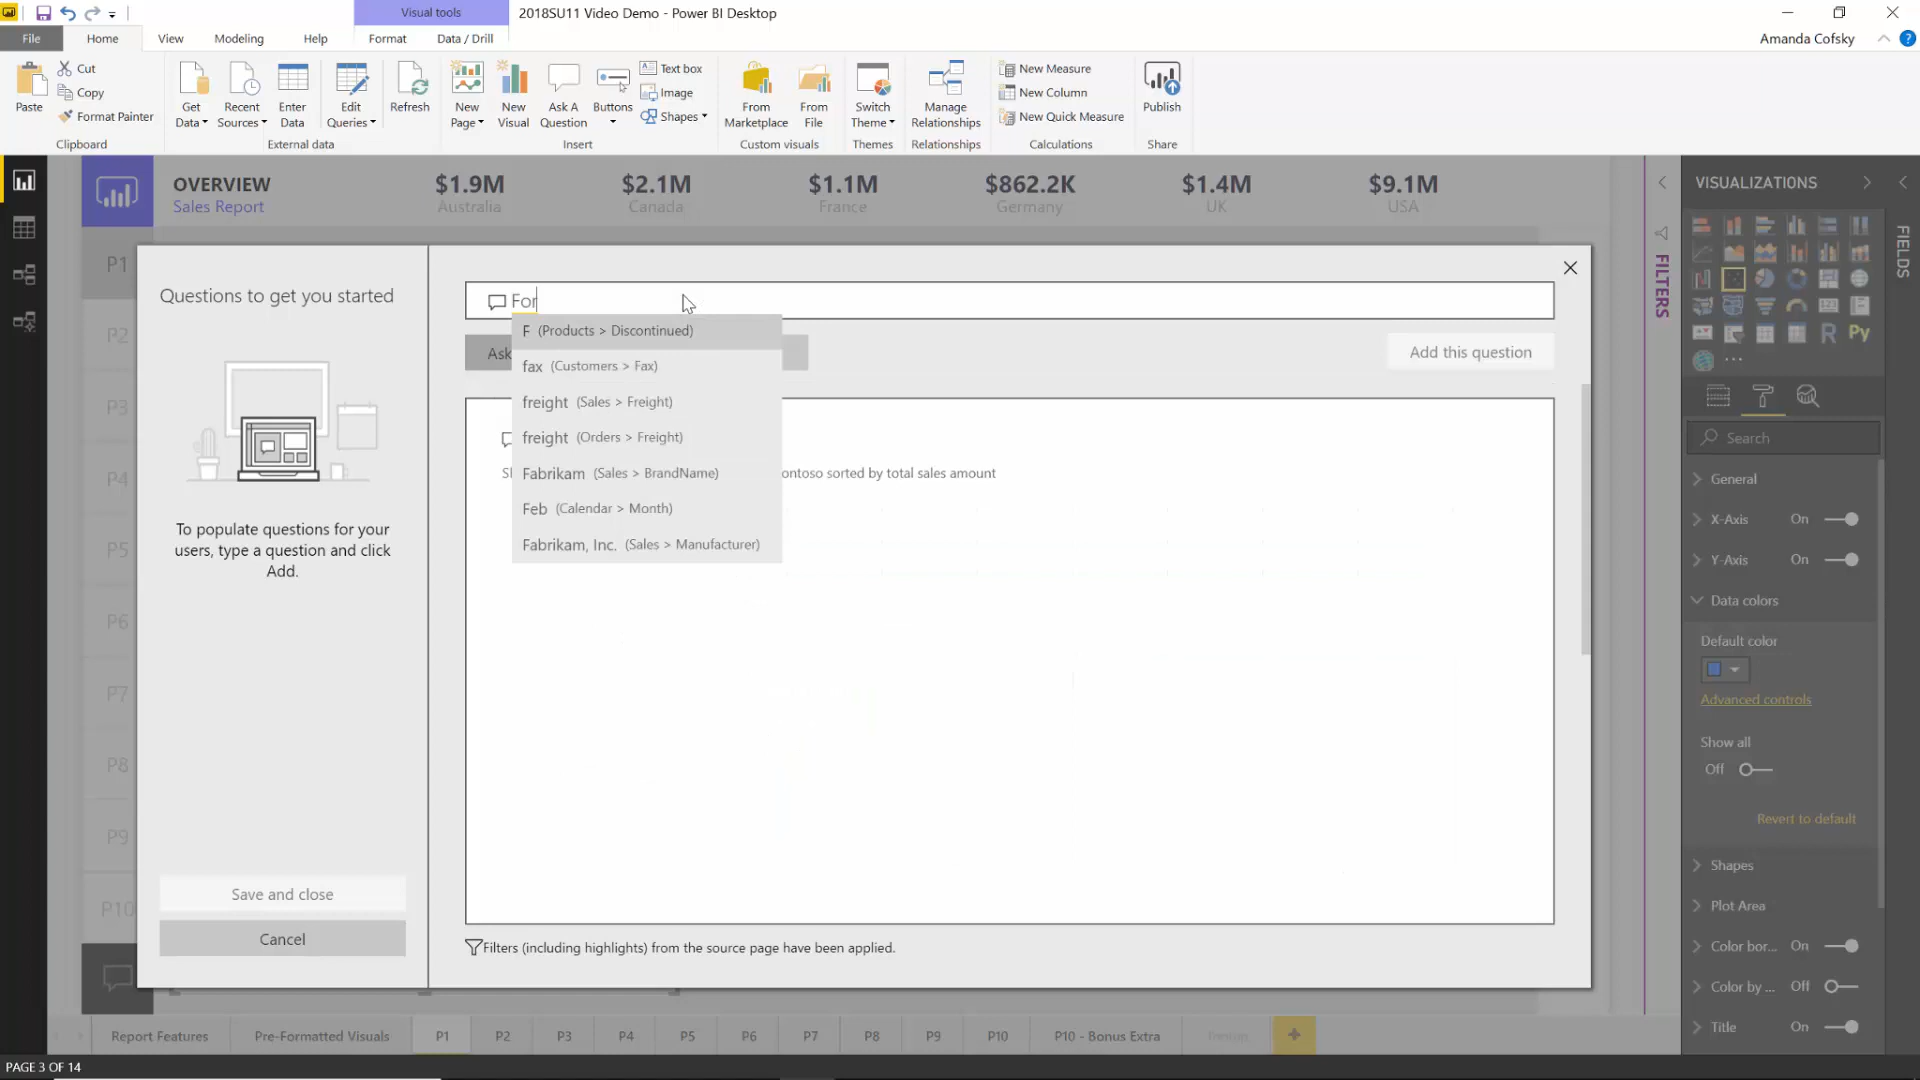 Visual tools
2018SU11 Video Demo - Power BI Desktop
File
Home
View
Modeling
Help
Format
Data / Drill
Amanda Cofsky
Paste
Cut
Copy
Format Painter
Clipboard
Get Data
Recent Sources
Enter Data
Edit Queries
Refresh
External data
New Page
New Visual
Ask A Question
Buttons
Text box
Image
Shapes
Insert
From Marketplace
From File
Custom visuals
Switch Theme
Themes
Manage Relationships
Relationships
New Measure
New Column
New Quick Measure
Calculations
Publish
Share
OVERVIEW
Sales Report
$1.9M
Australia
$2.1M
Canada
$1.1M
France
$862.2K
Germany
$1.4M
UK
$9.1M
USA
P1
P2
P3
P4
P5
P6
P7
P8
P9
P10
Questions to get you started
To populate questions for your
users, type a question and click
Add.
Save and close
Cancel
For
Ask
Add this question
F (Products > Discontinued)
fax (Customers > Fax)
freight (Sales > Freight)
freight (Orders > Freight)
Fabrikam (Sales > BrandName)
Feb (Calendar > Month)
Fabrikam, Inc. (Sales > Manufacturer)
ontoso sorted by total sales amount
Filters (including highlights) from the source page have been applied.
FILTERS
VISUALIZATIONS
FIELDS
R
Py
Search
General
X-Axis On
Y-Axis On
Data colors
Default color
Advanced controls
Show all
Off
Revert to default
Shapes
Plot Area
Color bor... On
Color by ... Off
Title On
Report Features
Pre-Formatted Visuals
P1
P2
P3
P4
P5
P6
P7
P8
P9
P10
P10 - Bonus Extra
PAGE 3 OF 14